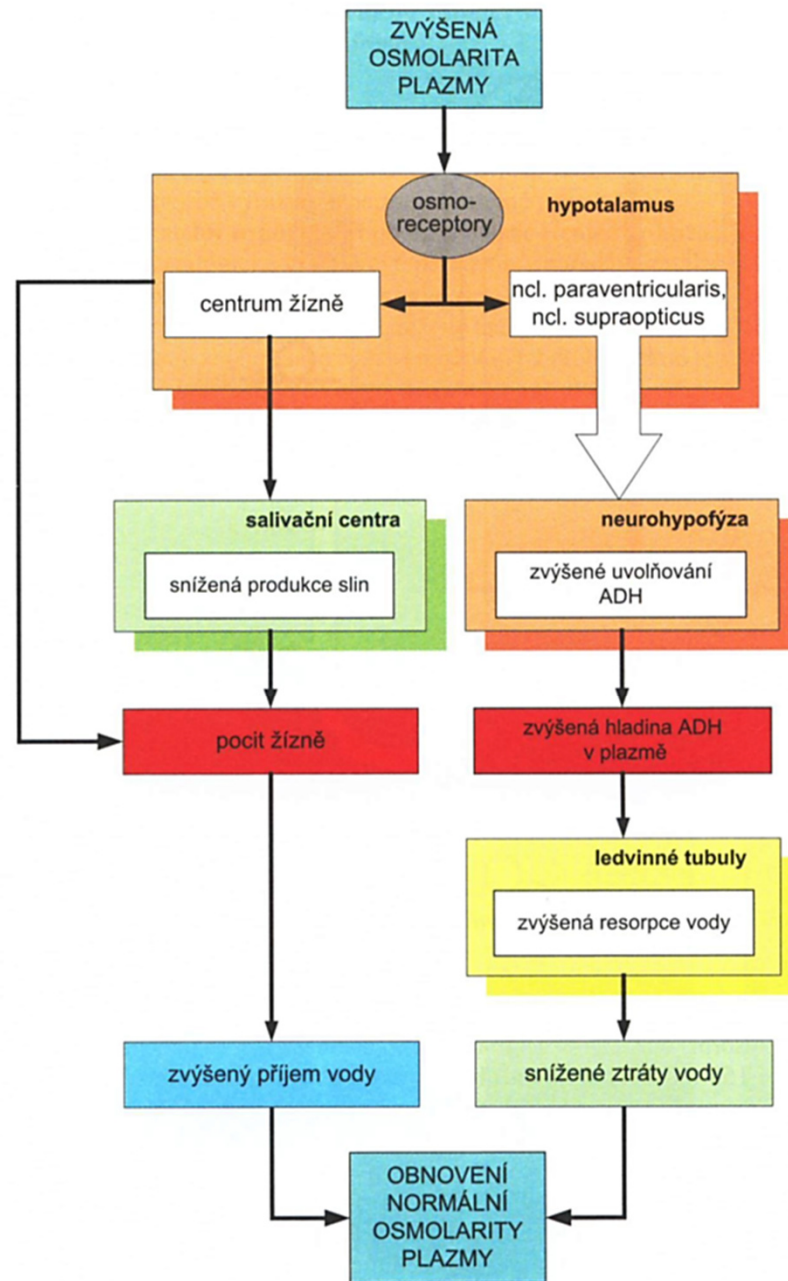 ZVÝŠENÁ
OSMOLARITA
PLAZMY
osmo-
receptory
hypotalamus
centrum žízně
ncl. paraventricularis,
ncl. supraopticus
salivační centra
snížená produkce slin
neurohypofýza
zvýšené uvolňování
ADH
pocit žízně
zvýšená hladina ADH
v plazmě
ledvinné tubuly
zvýšená resorpce vody
zvýšený příjem vody
snížené ztráty vody
OBNOVENÍ
NORMÁLNÍ
OSMOLARITY
PLAZMY